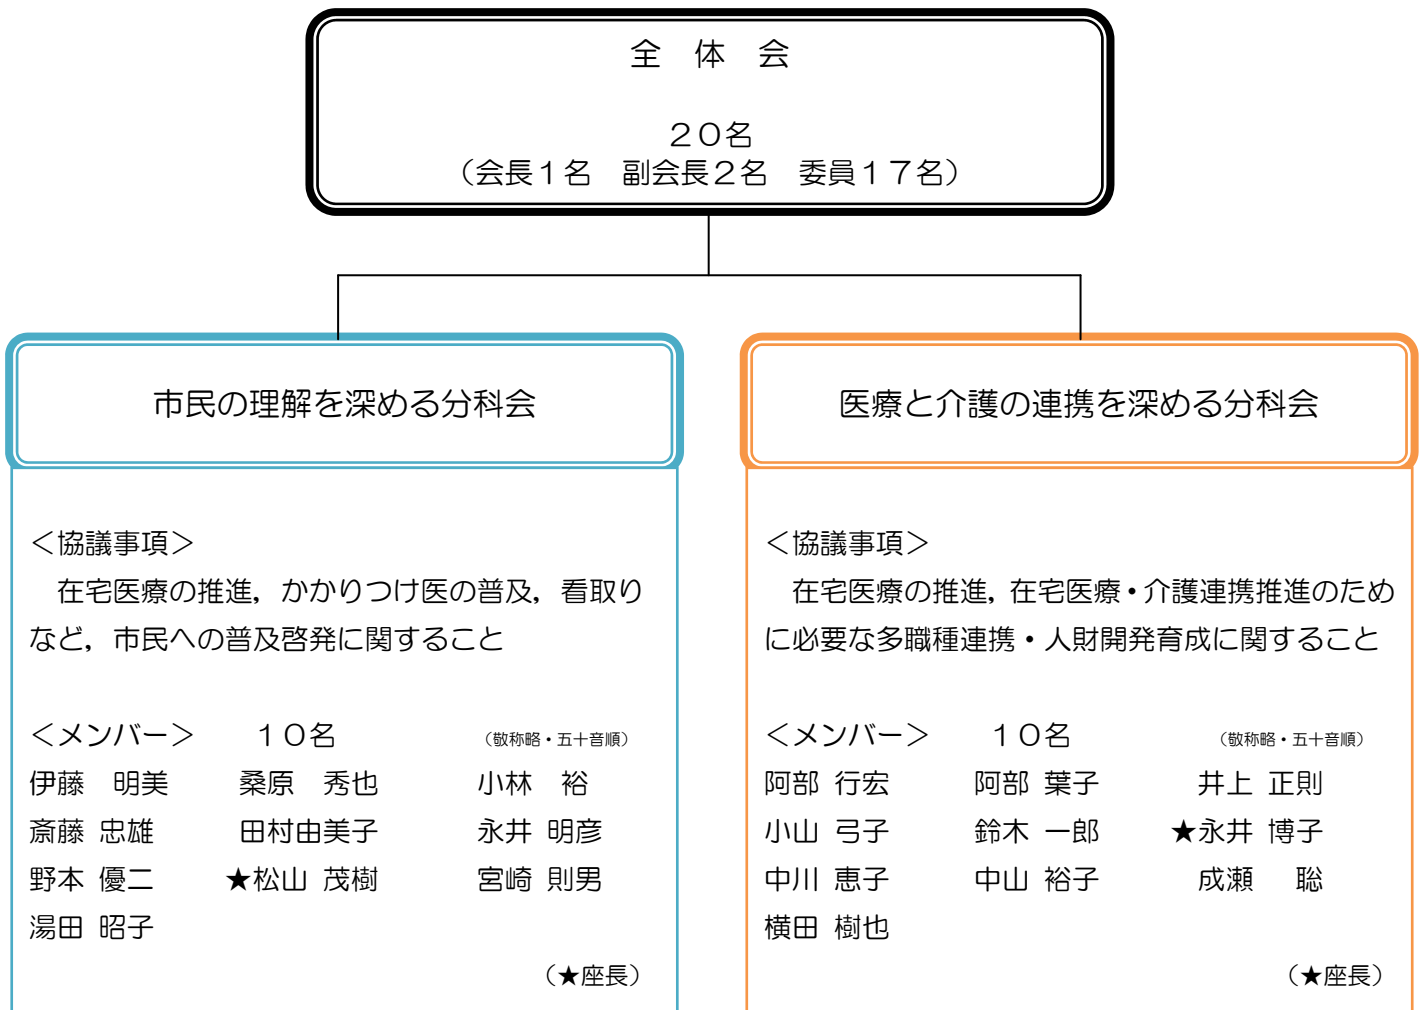 全　体　会
２０名
（会長１名　副会長２名　委員１７名）
市民の理解を深める分科会
＜協議事項＞
在宅医療の推進，かかりつけ医の普及，看取り
など，市民への普及啓発に関すること
＜メンバー＞　１０名　（敬称略・五十音順）
伊藤　明美　桑原　秀也　小林　裕
斎藤 忠雄　田村由美子　永井 明彦
野本 優二　★松山 茂樹　宮崎 則男
湯田 昭子
（★座長）
医療と介護の連携を深める分科会
＜協議事項＞
在宅医療の推進，在宅医療・介護連携推進のため
に必要な多職種連携・人財開発育成に関すること
＜メンバー＞　１０名　（敬称略・五十音順）
阿部 行宏　阿部 葉子　井上 正則
小山 弓子　鈴木 一郎　★永井 博子
中川 恵子　中山 裕子　成瀬　聡
横田 樹也
（★座長）